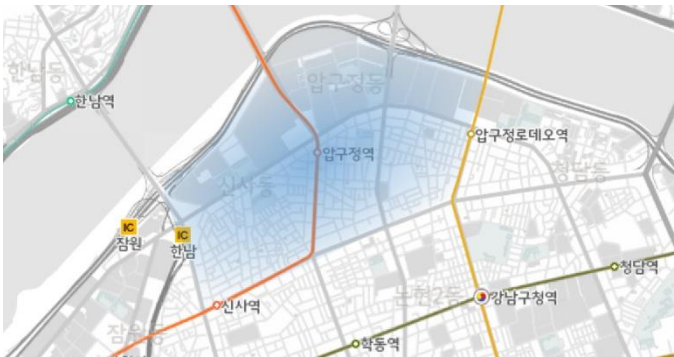 한남동
압구정동
한남역
압구정로데오역
압구정역
청담동
신사동
IC
잠원
IC
한남
청담역
논현2동
강남구청역
신사역
잠원동
학동역